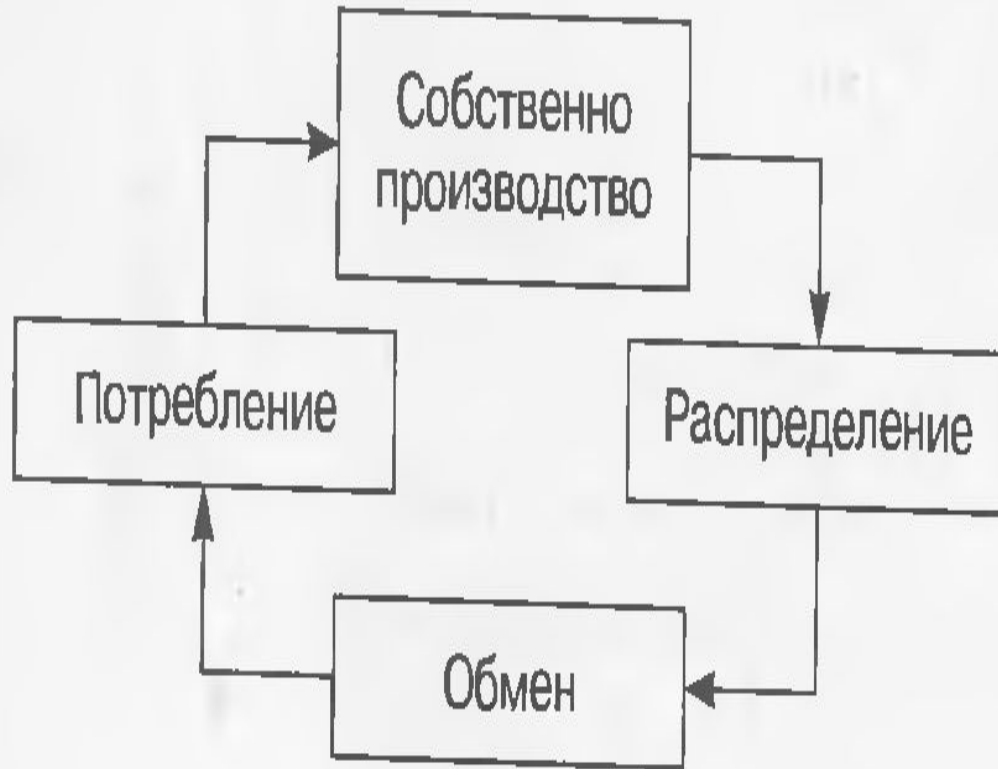 Собственно
производство
Потребление
Распределение
Обмен